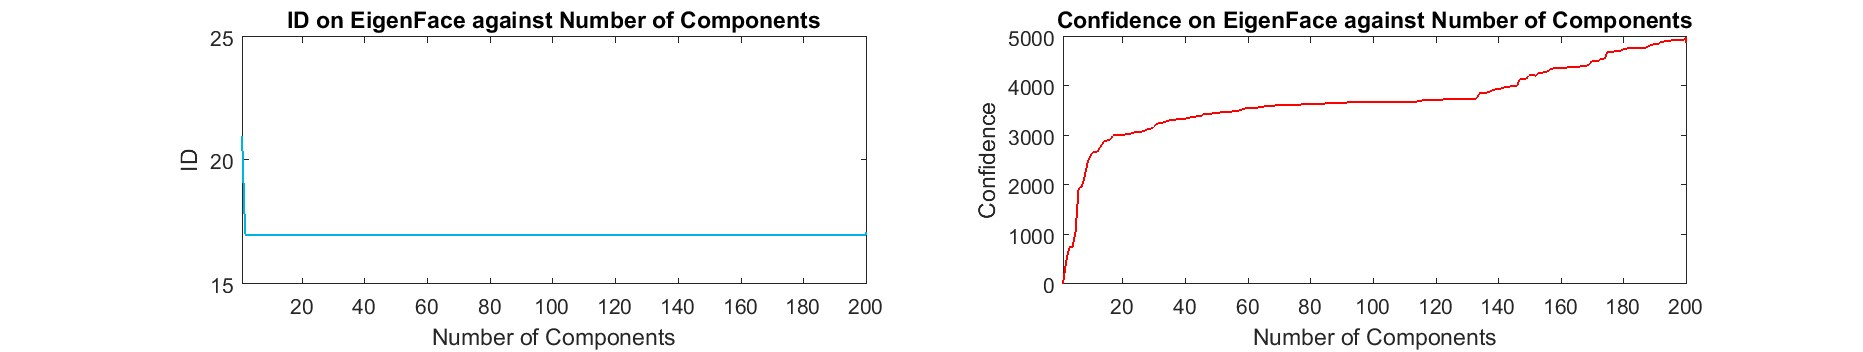 ID on EigenFace against Number of Components
25
20
15
ID
20 40 60 80 100 120 140 160 180 200
Number of Components
Confidence on EigenFace against Number of Components
5000
4000
3000
2000
1000
0
Confidence
20 40 60 80 100 120 140 160 180 200
Number of Components